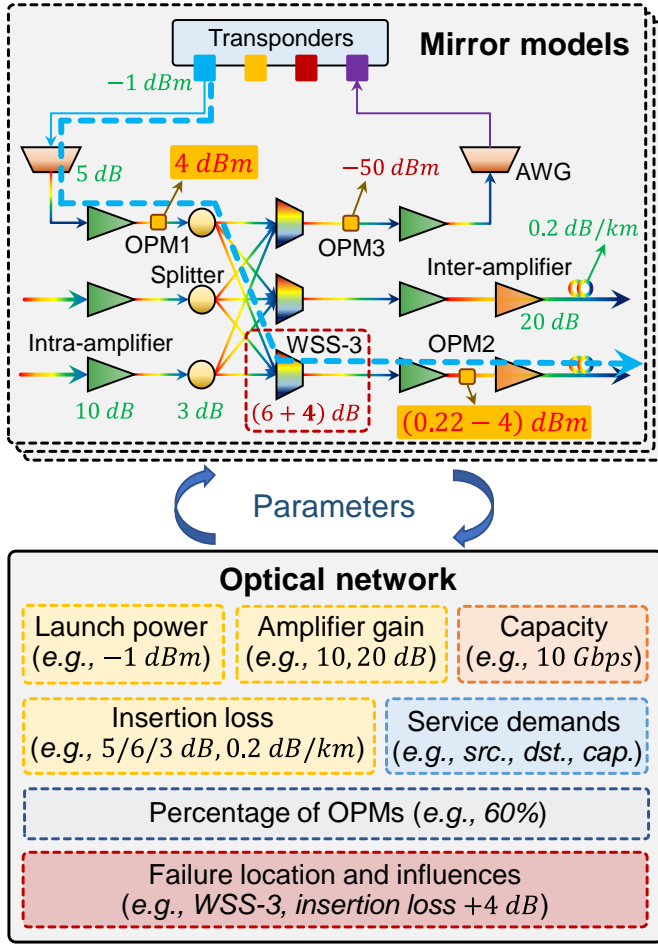 Transponders
Mirror models
−1 dBm
5 dB
4 dBm
−50 dBm
AWG
OPM1
OPM3
0.2 dB/km
Splitter
Inter-amplifier
20 dB
Intra-amplifier
WSS-3
OPM2
10 dB
3 dB
(6 + 4) dB
(0.22 − 4) dBm
Parameters
Optical network
Launch power
(e.g., −1 dBm)
Amplifier gain
(e.g., 10, 20 dB)
Capacity
(e.g., 10 Gbps)
Insertion loss
(e.g., 5/6/3 dB, 0.2 dB/km)
Service demands
(e.g., src., dst., cap.)
Percentage of OPMs (e.g., 60%)
Failure location and influences
(e.g., WSS-3, insertion loss +4 dB)